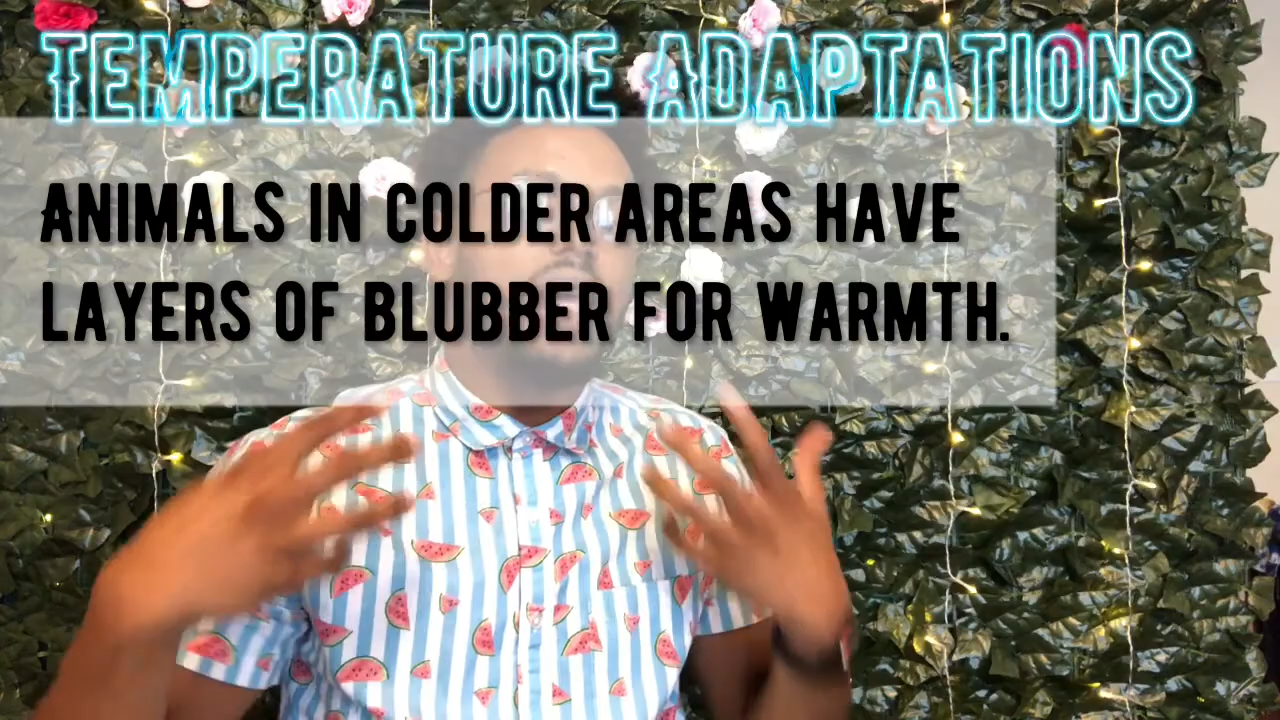 TEMPERATURE ADAPTATIONS
ANIMALS IN COLDER AREAS HAVE
LAYERS OF BLUBBER FOR WARMTH.